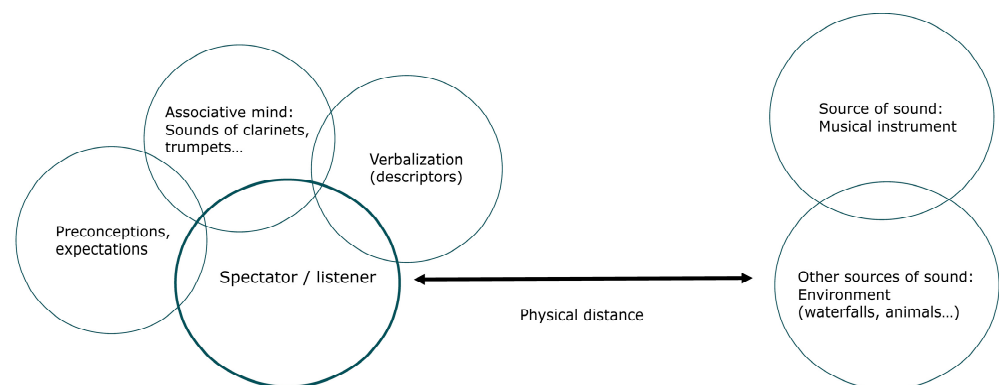 Associative mind:
Sounds of clarinets,
trumpets…
Verbalization
(descriptors)
Preconceptions,
expectations
Spectator / listener
Physical distance
Source of sound:
Musical instrument
Other sources of sound:
Environment
(waterfalls, animals…)